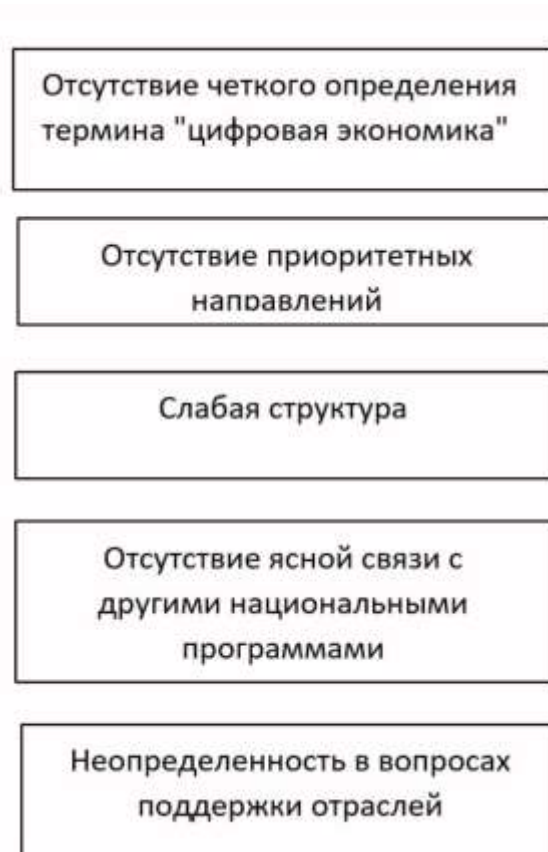 Отсутствие четкого определения
термина "цифровая экономика"
Отсутствие приоритетных
направлений
Слабая структура
Отсутствие ясной связи с
другими национальными
программами
Неопределенность в вопросах
поддержки отраслей